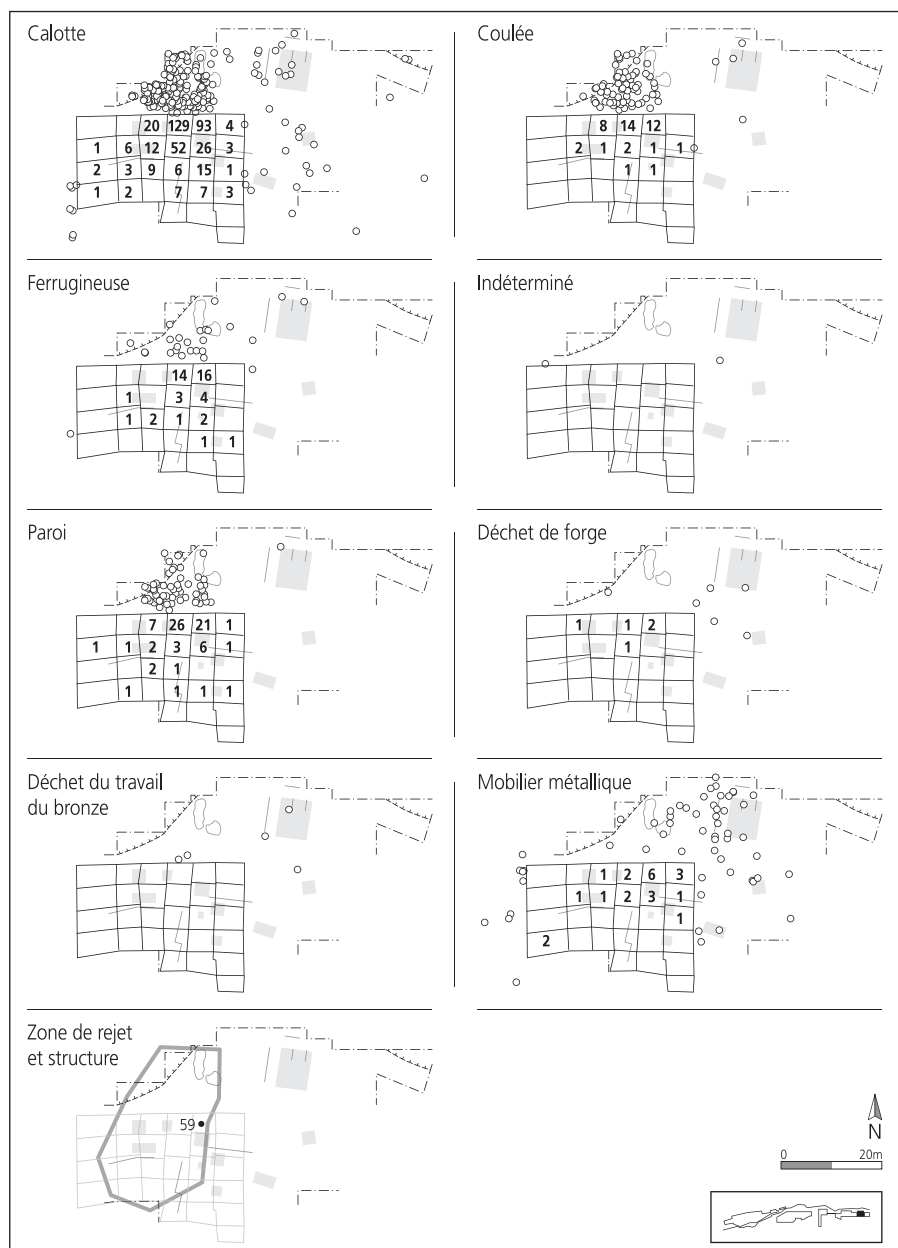 Calotte
20 129 93 4
1 6 12 52 26 3
2 3 9 6 15 1
1 2 7 7 3
Coulée
8 14 12
2 1 2 1 1
1 1
Ferrugineuse
14 16
1 3 4
1 2 1 2
1 1
Indéterminé
Paroi
7 26 21 1
1 1 2 3 6 1
2 1
1 1 1 1
Déchet de forge
1 1 2
1
Déchet du travail
du bronze
Mobilier métallique
1 2 6 3
1 1 2 3 1
1
2
Zone de rejet
et structure
59
N
0 20m